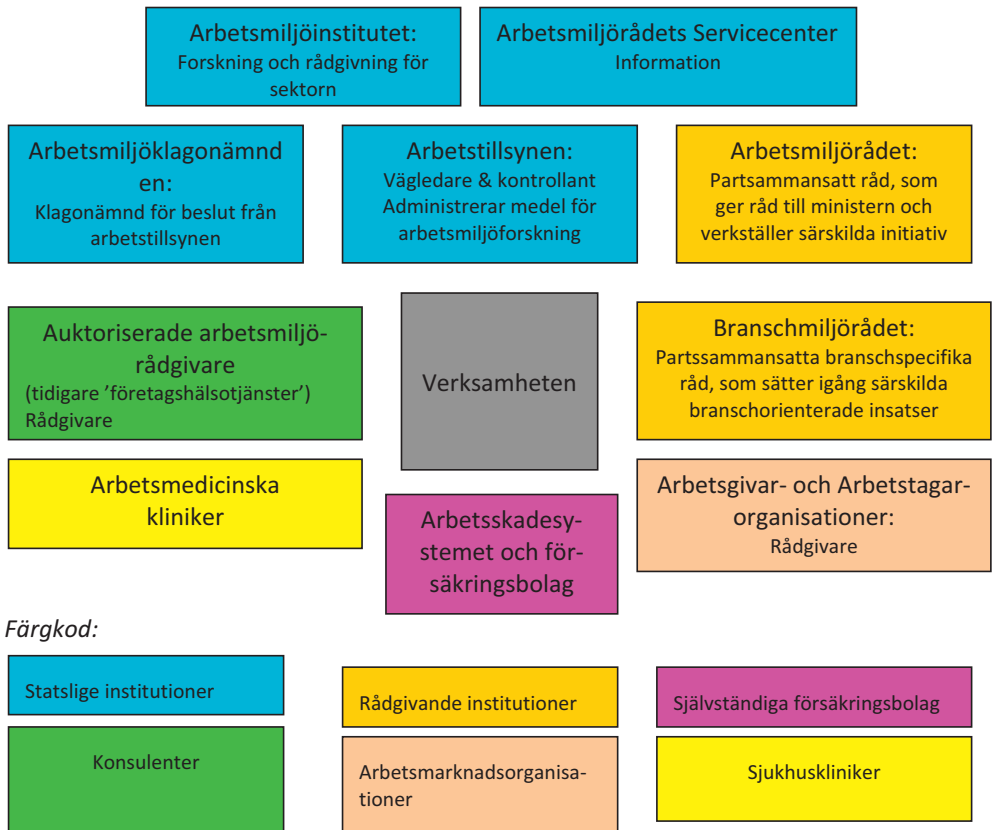 Arbetsmiljöinstitutet:
Forskning och rådgivning för
sektorn
Arbetsmiljörådets Servicecenter
Information
Arbetsmiljöklagonämnd
en:
Klagonämnd för beslut från
arbetstillsynen
Arbetstillsynen:
Vägledare & kontrollant
Administrerar medel för
arbetsmiljöforskning
Arbetsmiljörådet:
Partsammansatt råd, som
ger råd till ministern och
verkställer särskilda initiativ
Auktoriserade arbetsmiljö-
rådgivare
(tidigare ’företagshälsotjänster’)
Rådgivare
Verksamheten
Branschmiljörådet:
Partssammansatta branschspecifika
råd, som sätter igång särskilda
branschorienterade insatser
Arbetsmedicinska
kliniker
Arbetsskadesy-
stemet och för-
säkringsbolag
Arbetsgivar- och Arbetstagar-
organisationer:
Rådgivare
Färgkod:
Statslige institutioner
Rådgivande institutioner
Självständiga försäkringsbolag
Konsulenter
Arbetsmarknadsorganisa-
tioner
Sjukhuskliniker